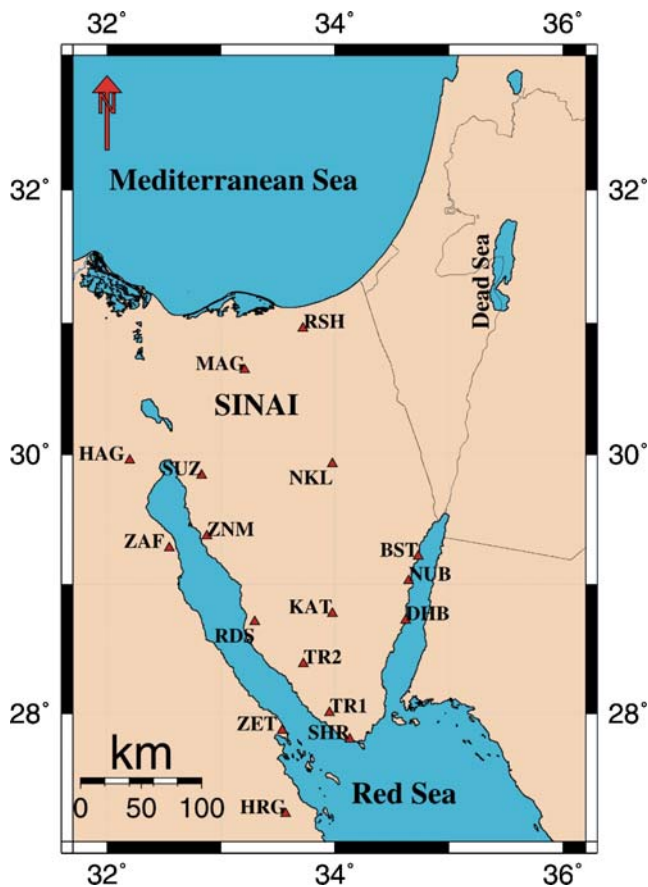 32° 34° 36°
N
Mediterranean Sea
32° 32°
Dead Sea
RSH
MAG
SINAI
30° 30°
HAG
SUZ
NKL
ZNM
ZAF
BST
NUB
KAT
DHB
RDS
TR2
28° 28°
TR1
ZET
SHR
km
0 50 100
Red Sea
HRG
32° 34° 36°